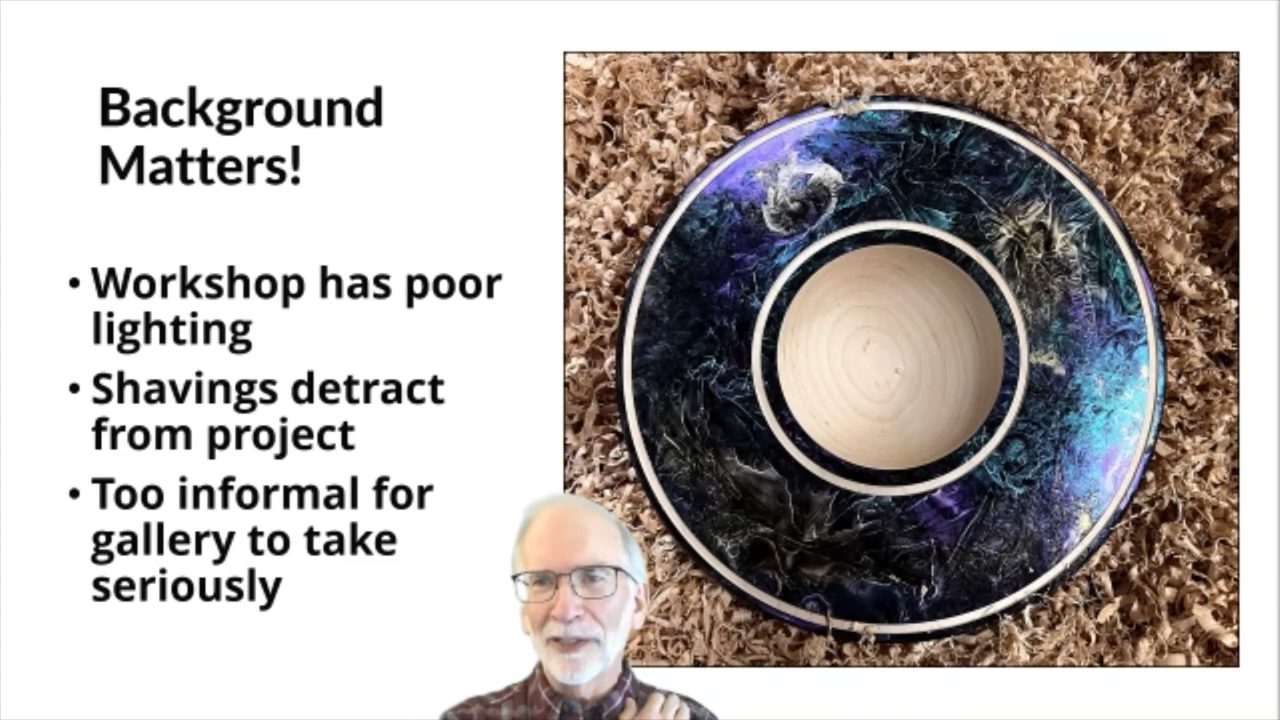 Background
Matters!
• Workshop has poor
lighting
• Shavings detract
from project
• Too informal for
gallery to take
seriously